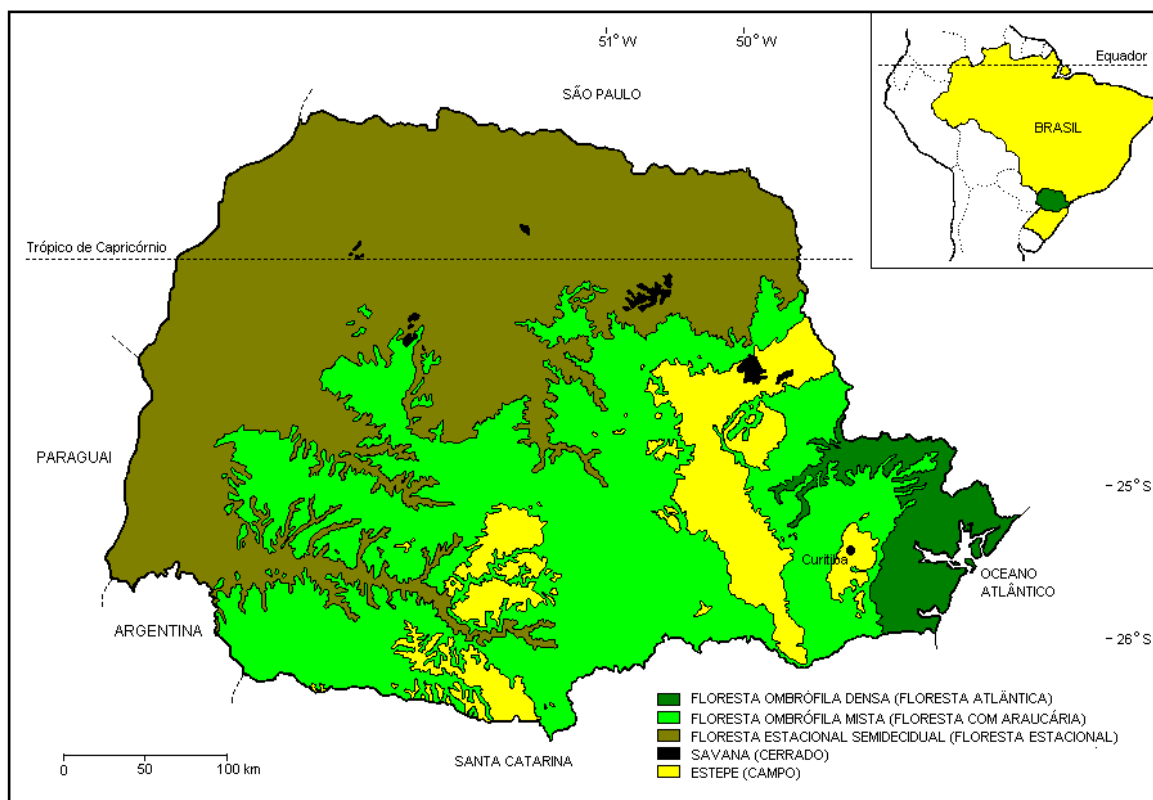 51° W
50° W
Equador
SÃO PAULO
BRASIL
Trópico de Capricórnio
PARAGUAI
25° S
Curitiba
OCEANO
ATLÂNTICO
ARGENTINA
26° S
FLORESTA OMBRÓFILA DENSA (FLORESTA ATLÂNTICA)
FLORESTA OMBRÓFILA MISTA (FLORESTA COM ARAUCÁRIA)
FLORESTA ESTACIONAL SEMIDECIDUAL (FLORESTA ESTACIONAL)
SAVANA (CERRADO)
ESTEPE (CAMPO)
0 50 100 km
SANTA CATARINA